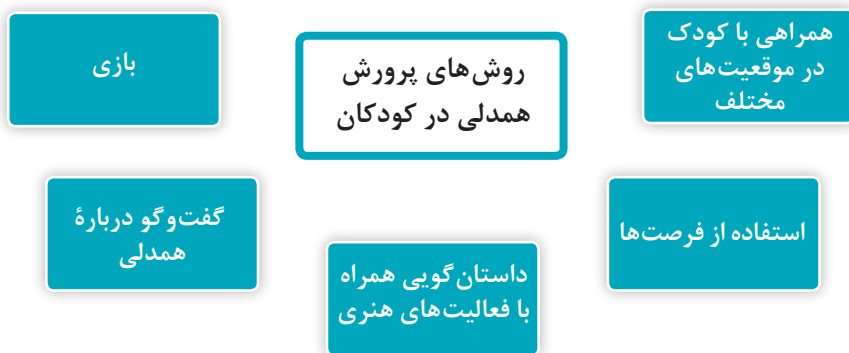 روش‌های پرورش
همدلی در کودکان
همراهی با کودک
در موقعیت‌های
مختلف
استفاده از فرصت‌ها
داستان‌گویی همراه
با فعالیت‌های هنری
گفت‌وگو دربارهٔ
همدلی
بازی